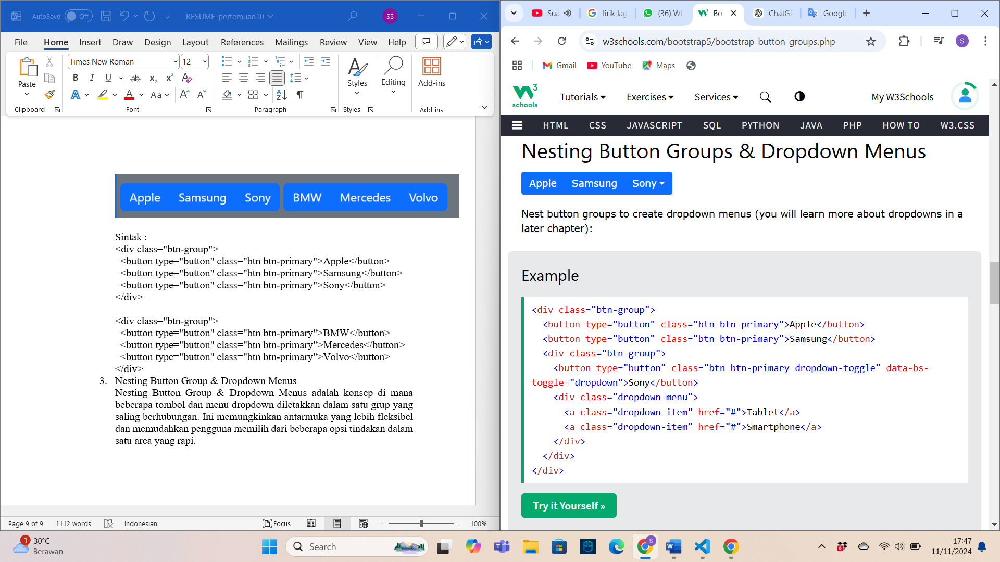 AutoSave Off RESUME_pertemuan10 SS
File Home Insert Draw Design Layout References Mailings Review View Help
Times New Roman 12
Paste
Styles
Editing
Add-ins
Clipboard Font Paragraph Styles Add-ins
Apple Samsung Sony BMW Mercedes Volvo
Sintak :
<div class="btn-group">
<button type="button" class="btn btn-primary">Apple</button>
<button type="button" class="btn btn-primary">Samsung</button>
<button type="button" class="btn btn-primary">Sony</button>
</div>
<div class="btn-group">
<button type="button" class="btn btn-primary">BMW</button>
<button type="button" class="btn btn-primary">Mercedes</button>
<button type="button" class="btn btn-primary">Volvo</button>
</div>
3. Nesting Button Group & Dropdown Menus
Nesting Button Group & Dropdown Menus adalah konsep di mana
beberapa tombol dan menu dropdown diletakkan dalam satu grup yang
saling berhubungan. Ini memungkinkan antarmuka yang lebih fleksibel
dan memudahkan pengguna memilih dari beberapa opsi tindakan dalam
satu area yang rapi.
Page 9 of 9 1112 words Indonesian Focus 100%
Sua lirik lag (36) Wh Bo ChatGP Google
w3schools.com/bootstrap5/bootstrap_button_groups.php S
Gmail YouTube Maps
W3 schools
Tutorials Exercises Services My W3Schools
HTML CSS JAVASCRIPT SQL PYTHON JAVA PHP HOW TO W3.CSS
Nesting Button Groups & Dropdown Menus
Apple Samsung Sony
Nest button groups to create dropdown menus (you will learn more about dropdowns in a
later chapter):
Example
<div class="btn-group">
<button type="button" class="btn btn-primary">Apple</button>
<button type="button" class="btn btn-primary">Samsung</button>
<div class="btn-group">
<button type="button" class="btn btn-primary dropdown-toggle" data-bs-
toggle="dropdown">Sony</button>
<div class="dropdown-menu">
<a class="dropdown-item" href="#">Tablet</a>
<a class="dropdown-item" href="#">Smartphone</a>
</div>
</div>
</div>
Try it Yourself »
1 30°C
Berawan
Search
17:47
11/11/2024